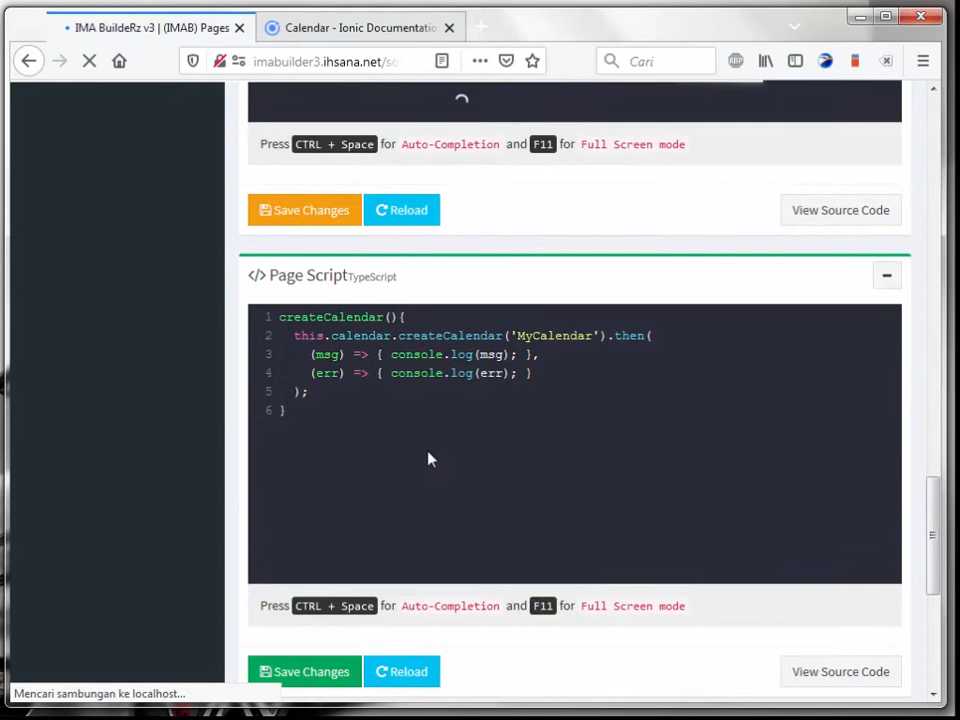 IMA BuildeRz v3 | (IMAB) Pages
Calendar - Ionic Documentatio
imabuilder3.ihsana.net/so
Cari
ABP
Press CTRL + Space for Auto-Completion and F11 for Full Screen mode
Save Changes Reload View Source Code
</> Page Script TypeScript
1 createCalendar(){
2 this.calendar.createCalendar('MyCalendar').then(
3 (msg) => { console.log(msg); },
4 (err) => { console.log(err); }
5 );
6 }
Press CTRL + Space for Auto-Completion and F11 for Full Screen mode
Save Changes Reload View Source Code
Mencari sambungan ke localhost...